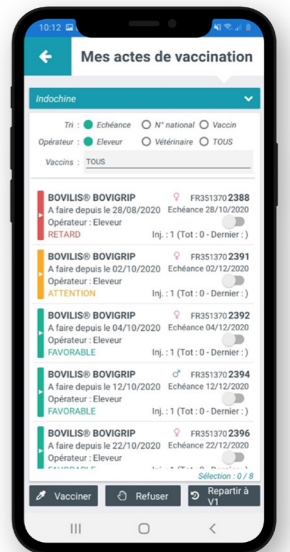 10:12
Mes actes de vaccination
Indochine
Tri : Echéance N° national Vaccin
Opérateur : Eleveur Vétérinaire TOUS
Vaccins : TOUS
BOVILIS® BOVIGRIP ♀ FR351370 2388
A faire depuis le 28/08/2020 Echéance 28/10/2020
Opérateur : Eleveur
RETARD Inj. : 1 (Tot : 0 - Dernier : )
BOVILIS® BOVIGRIP ♀ FR351370 2391
A faire depuis le 02/10/2020 Echéance 02/12/2020
Opérateur : Eleveur
ATTENTION Inj. : 1 (Tot : 0 - Dernier : )
BOVILIS® BOVIGRIP ♀ FR351370 2392
A faire depuis le 04/10/2020 Echéance 04/12/2020
Opérateur : Eleveur
FAVORABLE Inj. : 1 (Tot : 0 - Dernier : )
BOVILIS® BOVIGRIP ♂ FR351370 2394
A faire depuis le 12/10/2020 Echéance 12/12/2020
Opérateur : Eleveur
FAVORABLE Inj. : 1 (Tot : 0 - Dernier : )
BOVILIS® BOVIGRIP ♀ FR351370 2396
A faire depuis le 22/10/2020 Echéance 22/12/2020
Opérateur : Eleveur
Sélection : 0 / 8
Vacciner Refuser Repartir à
V1